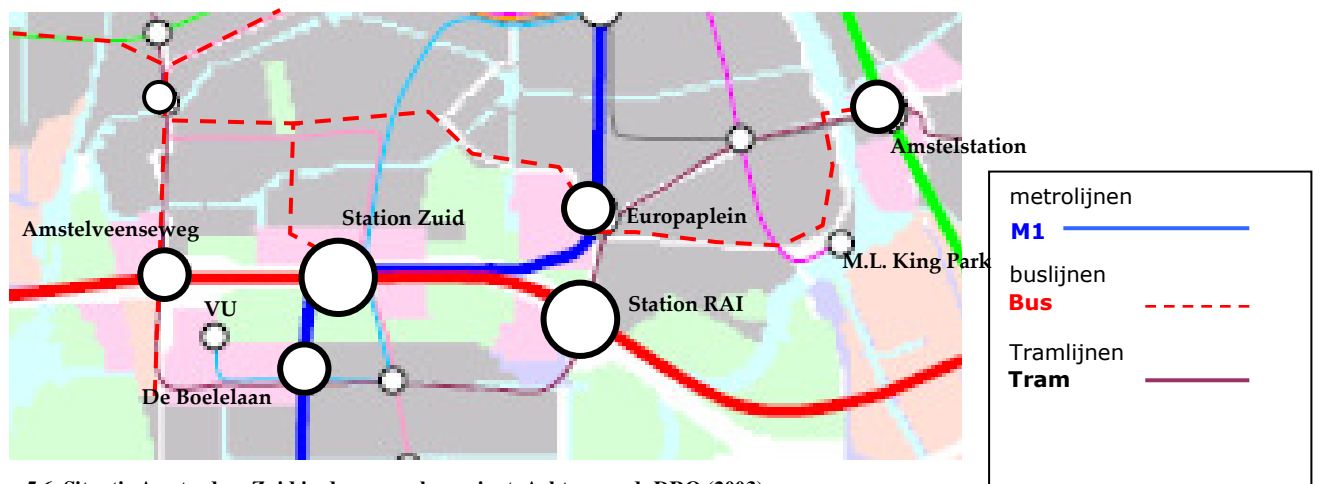 Amstelstation
Station Zuid
Europaplein
Amstelveenseweg
M.L. King Park
VU
Station RAI
De Boelelaan
metrolijnen
M1
buslijnen
Bus
Tramlijnen
Tram